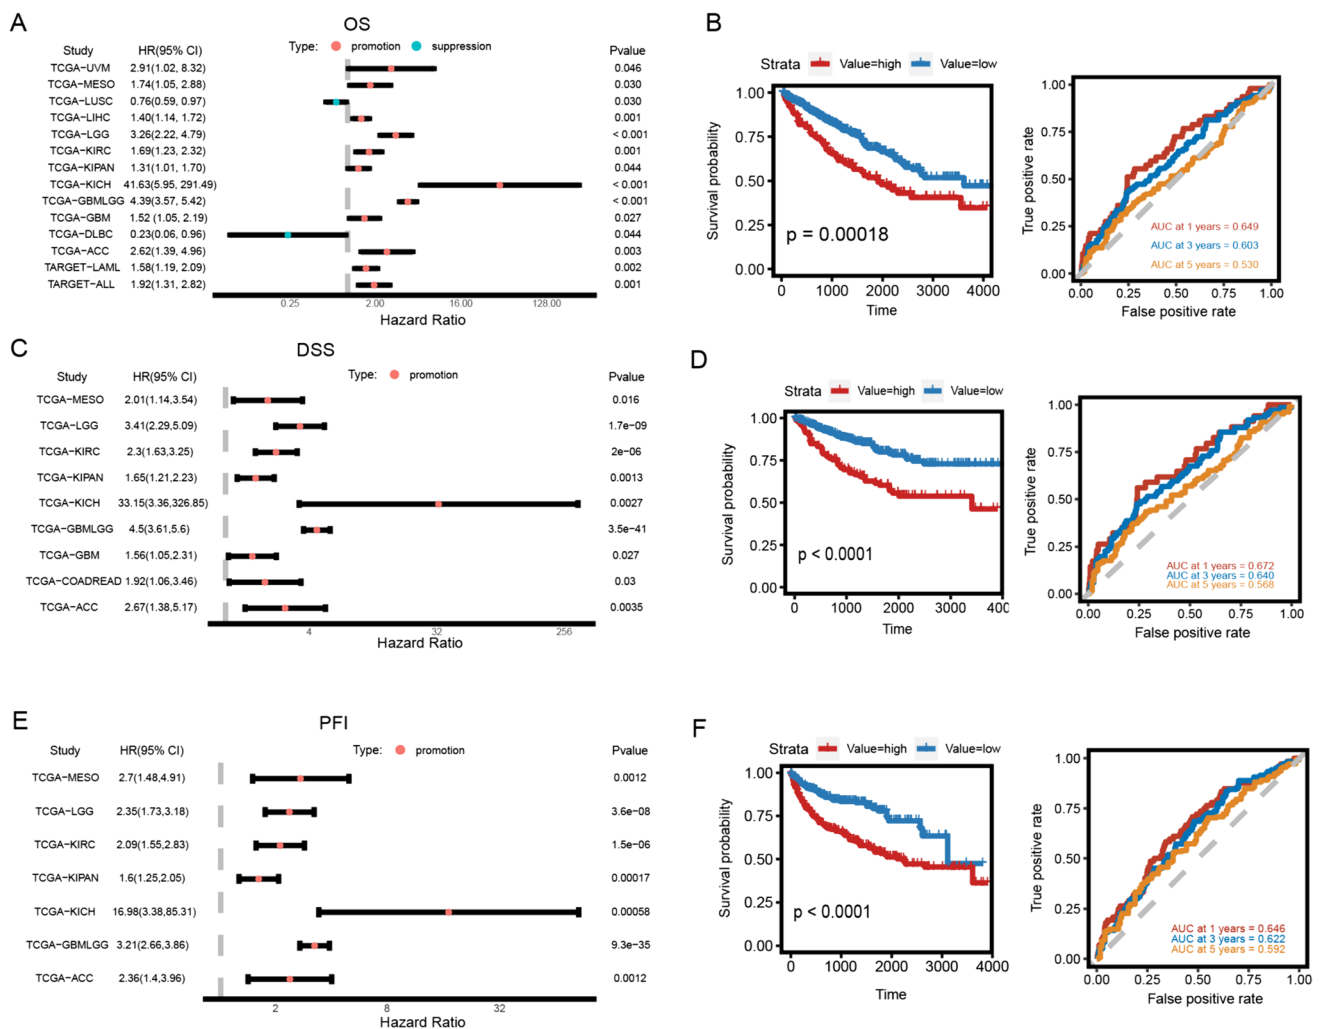 A
OS
Study HR(95% CI) Type: promotion suppression Pvalue
TCGA-UVM 2.91(1.02, 8.32) 0.046
TCGA-MESO 1.74(1.05, 2.88) 0.030
TCGA-LUSC 0.76(0.59, 0.97) 0.030
TCGA-LIHC 1.40(1.14, 1.72) 0.001
TCGA-LGG 3.26(2.22, 4.79) < 0.001
TCGA-KIRC 1.69(1.23, 2.32) 0.001
TCGA-KIPAN 1.31(1.01, 1.70) 0.044
TCGA-KICH 41.63(5.95, 291.49) < 0.001
TCGA-GBMLGG 4.39(3.57, 5.42) < 0.001
TCGA-GBM 1.52 (1.05, 2.19) 0.027
TCGA-DLBC 0.23(0.06, 0.96) 0.044
TCGA-ACC 2.62(1.39, 4.96) 0.003
TARGET-LAML 1.58(1.19, 2.09) 0.002
TARGET-ALL 1.92(1.31, 2.82) 0.001
0.25 2.00 16.00 128.00
Hazard Ratio
B
Strata Value=high Value=low
Survival probability
1.00
0.75
0.50
0.25
0.00
p = 0.00018
0 1000 2000 3000 4000
Time
True positive rate
1.00
0.75
0.50
0.25
0.00
AUC at 1 years = 0.649
AUC at 3 years = 0.603
AUC at 5 years = 0.530
0.00 0.25 0.50 0.75 1.00
False positive rate
C
DSS
Study HR(95% CI) Type: promotion Pvalue
TCGA-MESO 2.01(1.14,3.54) 0.016
TCGA-LGG 3.41(2.29,5.09) 1.7e-09
TCGA-KIRC 2.3(1.63,3.25) 2e-06
TCGA-KIPAN 1.65(1.21,2.23) 0.0013
TCGA-KICH 33.15(3.36,326.85) 0.0027
TCGA-GBMLGG 4.5(3.61,5.6) 3.5e-41
TCGA-GBM 1.56(1.05,2.31) 0.027
TCGA-COADREAD 1.92(1.06,3.46) 0.03
TCGA-ACC 2.67(1.38,5.17) 0.0035
4 32 256
Hazard Ratio
D
Strata Value=high Value=low
Survival probability
1.00
0.75
0.50
0.25
0.00
p < 0.0001
0 1000 2000 3000 400
Time
True positive rate
1.00
0.75
0.50
0.25
0.00
AUC at 1 years = 0.672
AUC at 3 years = 0.640
AUC at 5 years = 0.568
0.00 0.25 0.50 0.75 1.00
False positive rate
E
PFI
Study HR(95% CI) Type: promotion Pvalue
TCGA-MESO 2.7(1.48,4.91) 0.0012
TCGA-LGG 2.35(1.73,3.18) 3.6e-08
TCGA-KIRC 2.09(1.55,2.83) 1.5e-06
TCGA-KIPAN 1.6(1.25,2.05) 0.00017
TCGA-KICH 16.98(3.38,85.31) 0.00058
TCGA-GBMLGG 3.21(2.66,3.86) 9.3e-35
TCGA-ACC 2.36(1.4,3.96) 0.0012
2 8 32
Hazard Ratio
F
Strata Value=high Value=low
Survival probability
1.00
0.75
0.50
0.25
0.00
p < 0.0001
0 1000 2000 3000 4000
Time
True positive rate
1.00
0.75
0.50
0.25
0.00
AUC at 1 years = 0.646
AUC at 3 years = 0.622
AUC at 5 years = 0.592
0.00 0.25 0.50 0.75 1.00
False positive rate